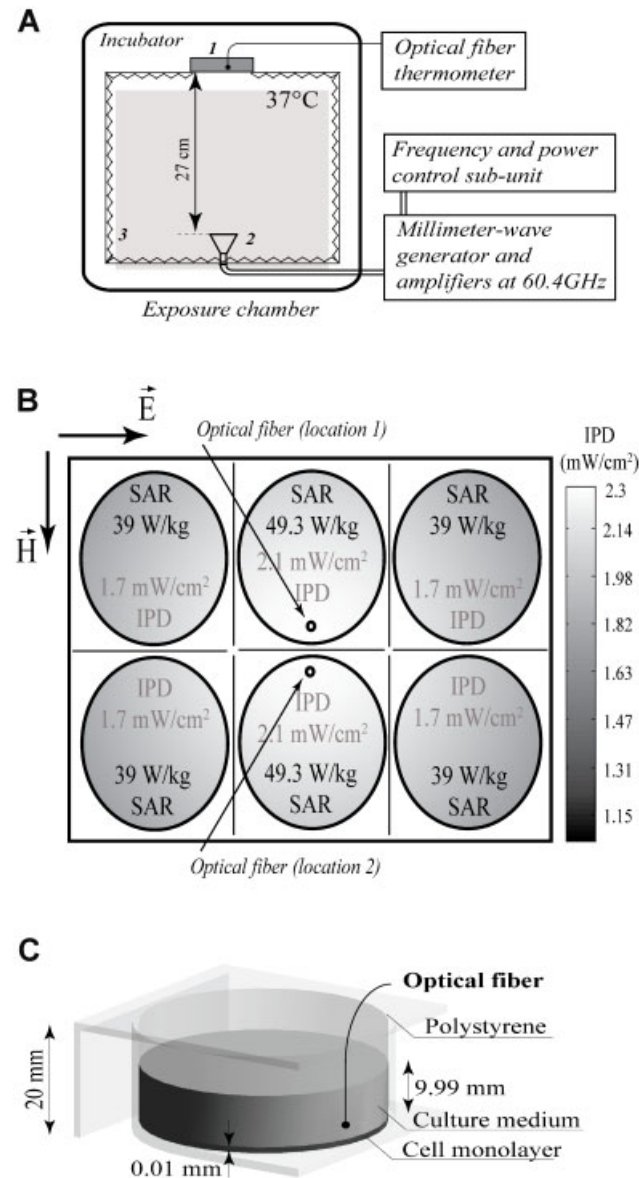 A
Incubator
1
Optical fiber
thermometer
37°C
27 cm
Frequency and power
control sub-unit
3
2
Millimeter-wave
generator and
amplifiers at 60.4GHz
Exposure chamber
B
E
Optical fiber (location 1)
IPD
(mW/cm²)
H
SAR
39 W/kg
1.7 mW/cm²
IPD
SAR
49.3 W/kg
2.1 mW/cm²
IPD
SAR
39 W/kg
1.7 mW/cm²
IPD
IPD
1.7 mW/cm²
39 W/kg
SAR
IPD
2.1 mW/cm²
49.3 W/kg
SAR
IPD
1.7 mW/cm²
39 W/kg
SAR
2.3
2.14
1.98
1.82
1.63
1.47
1.31
1.15
Optical fiber (location 2)
C
Optical fiber
Polystyrene
20 mm
9.99 mm
Culture medium
Cell monolayer
0.01 mm